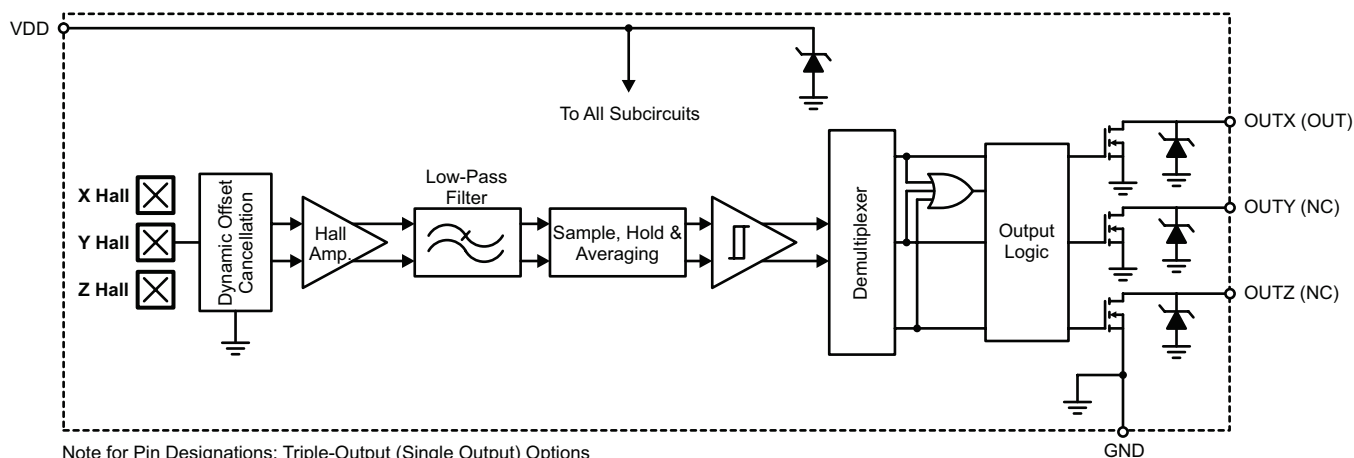 VDD
To All Subcircuits
OUTX (OUT)
X Hall
Y Hall
Z Hall
Dynamic Offset
Cancellation
Hall
Amp.
Low-Pass
Filter
Sample, Hold &
Averaging
Demultiplexer
Output
Logic
OUTY (NC)
OUTZ (NC)
GND
Note for Pin Designations: Triple-Output (Single Output) Options